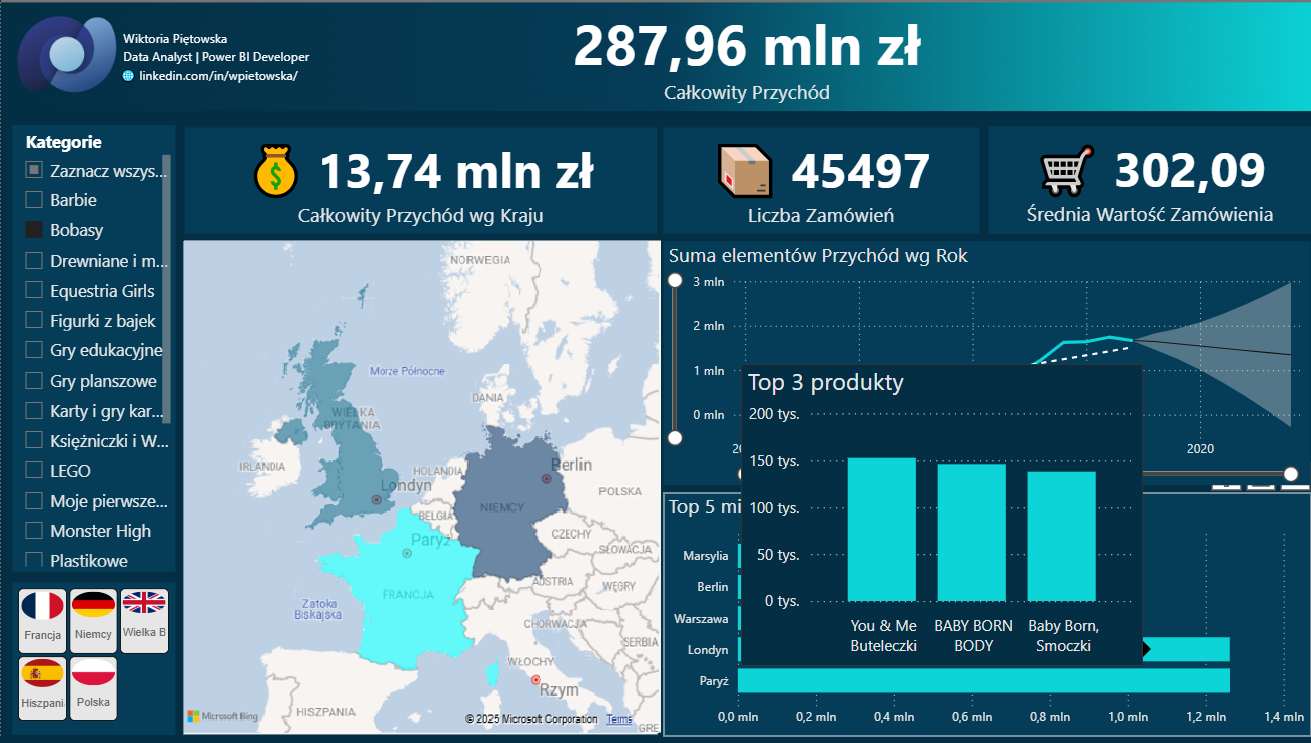 Wiktoria Piętowska
Data Analyst | Power BI Developer
linkedin.com/in/wpietowska/
287,96 mln zł
Całkowity Przychód
Kategorie
Zaznacz wszys...
Barbie
Bobasy
Drewniane i m...
Equestria Girls
Figurki z bajek
Gry edukacyjne
Gry planszowe
Karty i gry kar...
Księżniczki i W...
LEGO
Moje pierwsze...
Monster High
Plastikowe
Francja
Niemcy
Wielka B
Hiszpani
Polska
13,74 mln zł
Całkowity Przychód wg Kraju
45497
Liczba Zamówień
302,09
Średnia Wartość Zamówienia
NORWEGIA
Morze Północne
DANIA
WIELKA
BRYTANIA
IRLANDIA
HOLANDIA
Berlin
Londyn
POLSKA
BELGIA
NIEMCY
Paryż
CZECHY
SŁOWACJA
AUSTRIA
WĘGRY
FRANCJA
Zatoka
Biskajska
CHORWACJA
SERBIA
WŁOCHY
Rzym
HISZPANIA
GRE
Microsoft Bing
© 2025 Microsoft Corporation Terms
Suma elementów Przychód wg Rok
3 mln
2 mln
1 mln
0 mln
20
2020
Top 3 produkty
200 tys.
150 tys.
100 tys.
50 tys.
0 tys.
You & Me
Buteleczki
BABY BORN
BODY
Baby Born,
Smoczki
Top 5 mi
Marsylia
Berlin
Warszawa
Londyn
Paryż
0,0 mln
0,2 mln
0,4 mln
0,6 mln
0,8 mln
1,0 mln
1,2 mln
1,4 mln